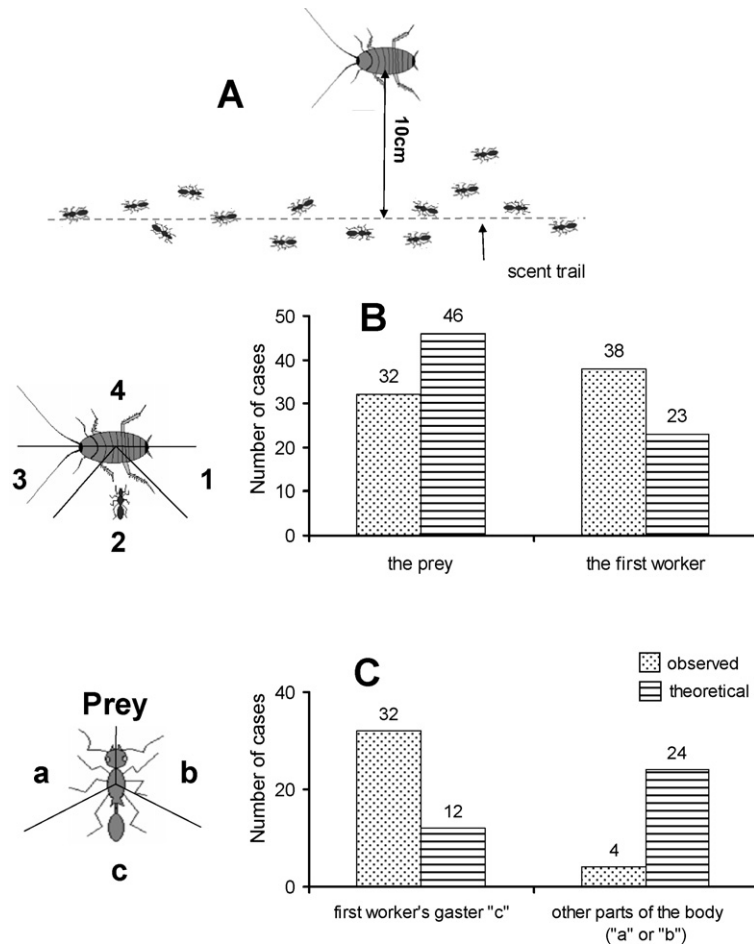 A
10cm
scent trail
B
50
40
30
20
10
0
Number of cases
32
46
38
23
the prey
the first worker
4
3
1
2
C
observed
theoretical
40
20
0
Number of cases
32
12
4
24
first worker's gaster "c"
other parts of the body
("a" or "b")
Prey
a
b
c